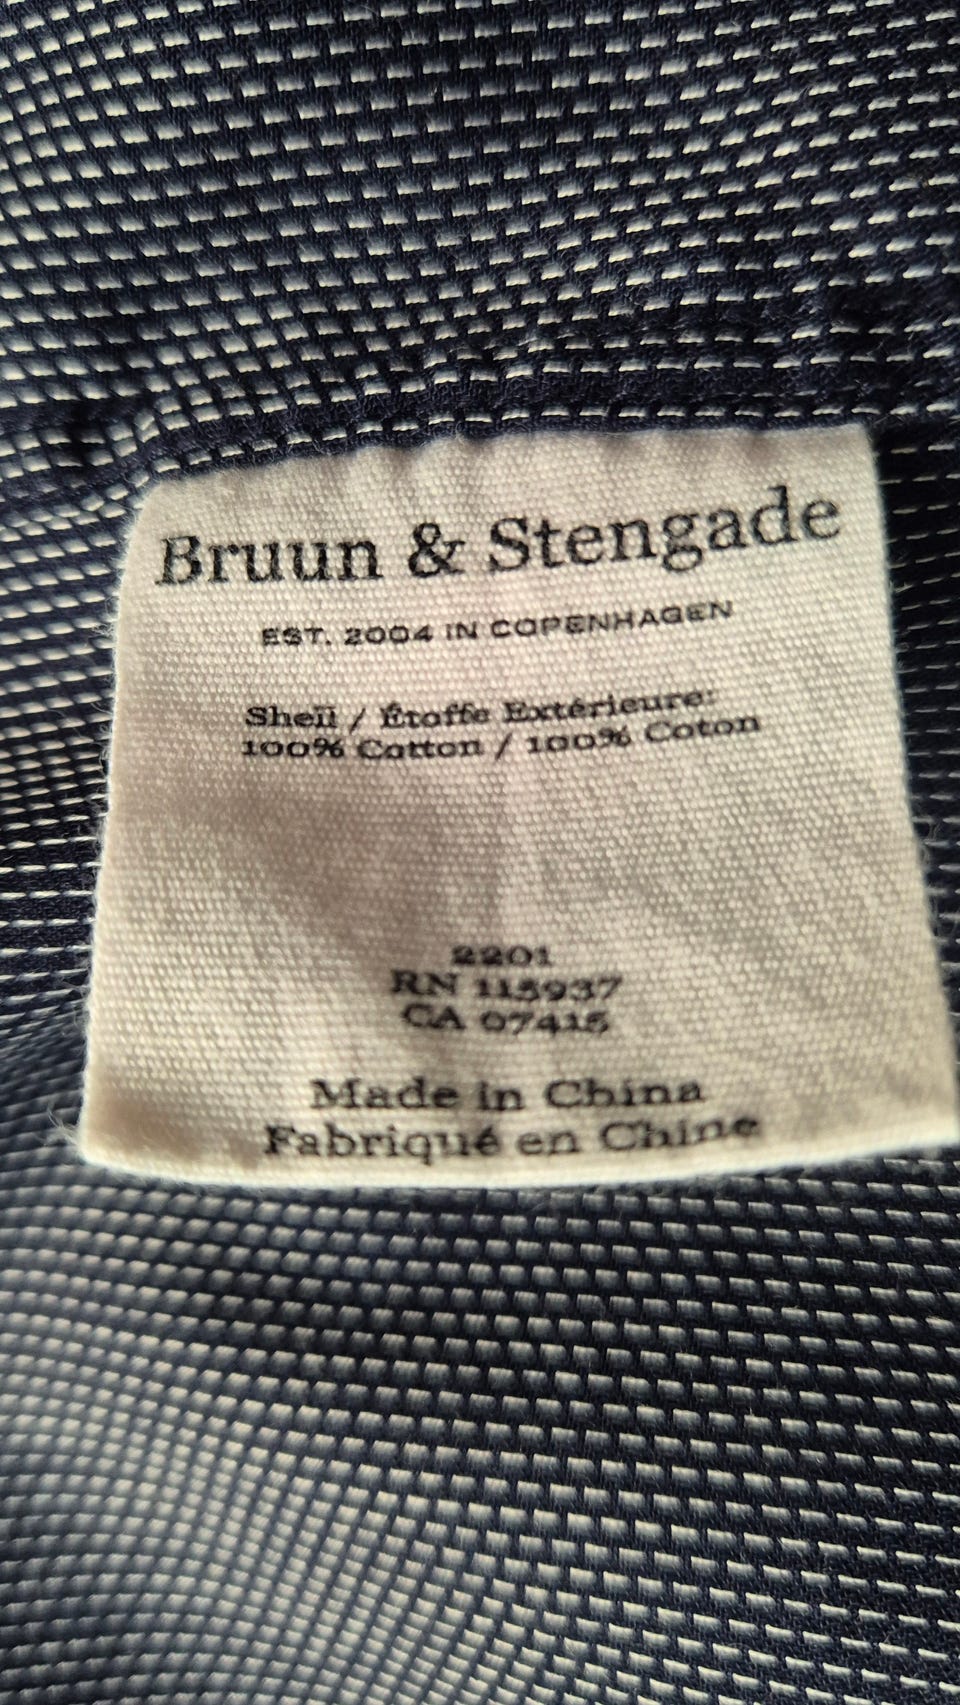 Bruun & Stengade
EST. 2004 IN COPENHAGEN
Shell / Étoffe Extérieure:
100% Cotton / 100% Coton
2201
RN 115937
CA 07415
Made in China
Fabriqué en Chine